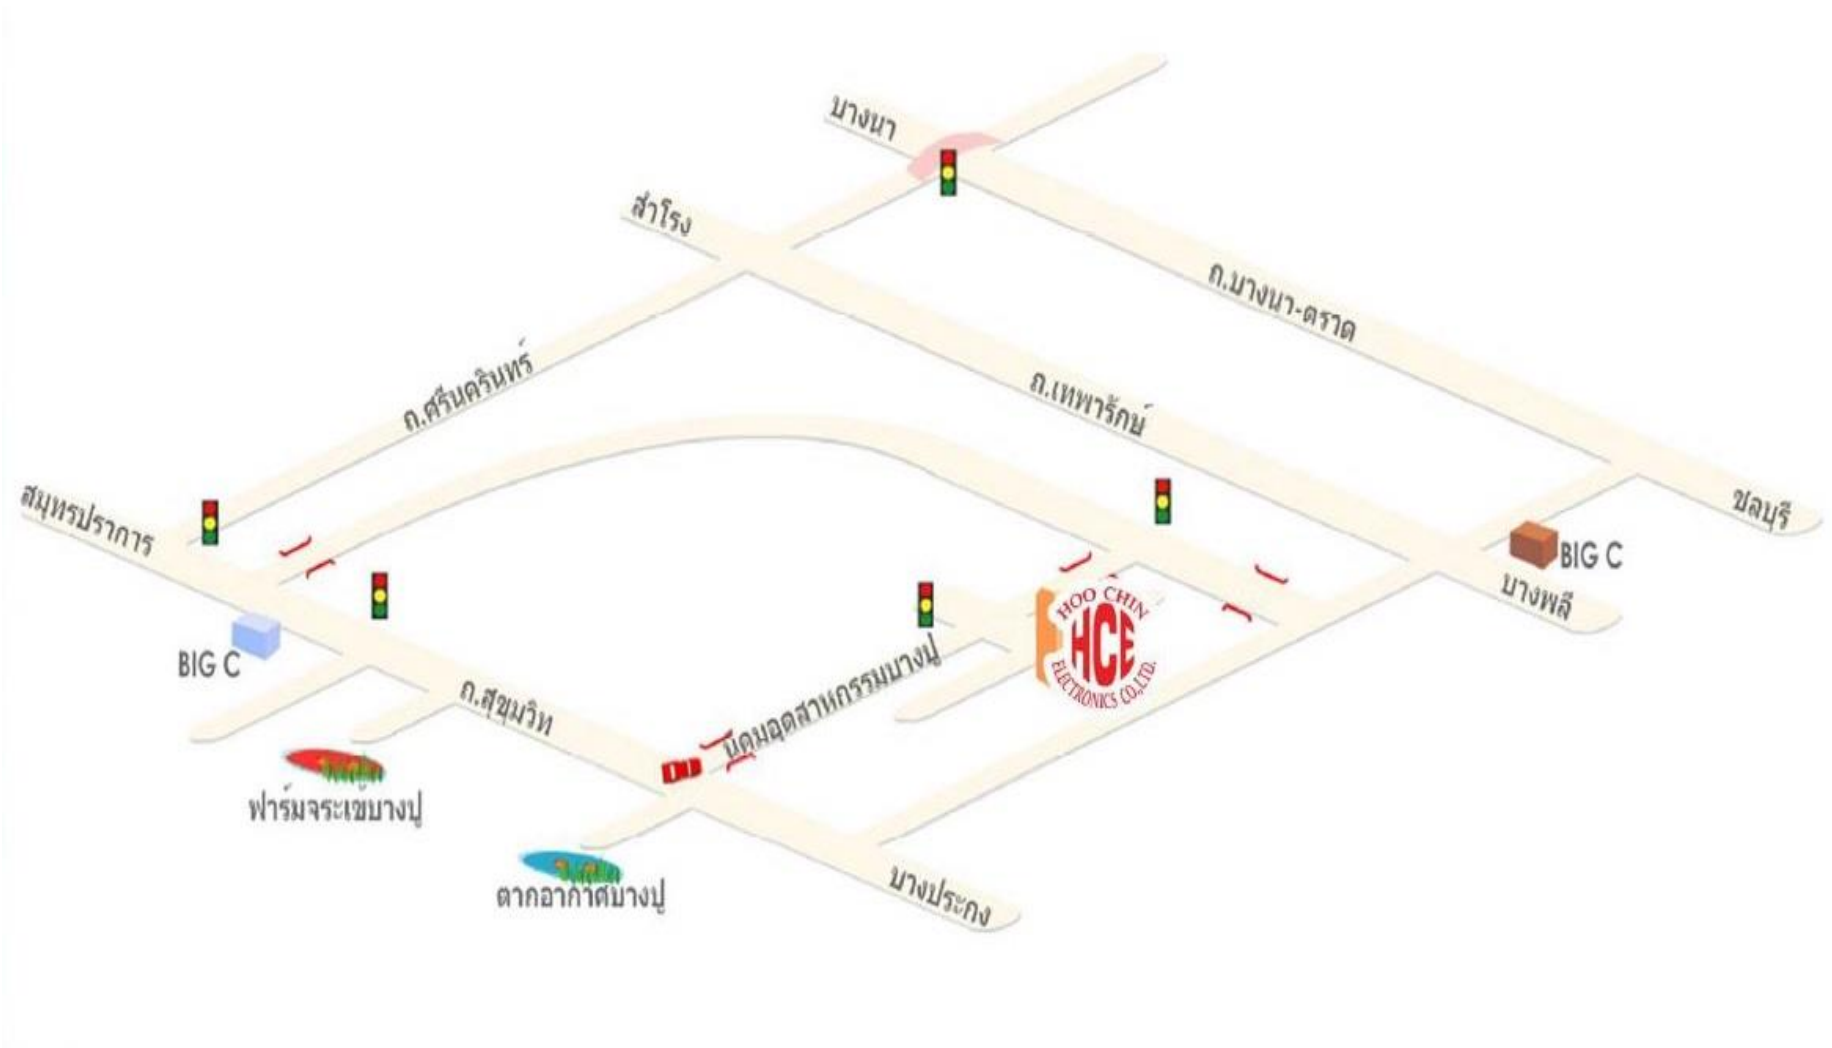 บางนา
สำโรง
ถ.บางนา-ตราด
ถ.ศรีนครินทร์
ถ.เทพารักษ์
สมุทรปราการ
ชลบุรี
BIG C
บางพลี
HOO CHIN
HCE
ELECTRONICS CO.,LTD.
BIG C
ถ.สุขุมวิท
นิคมอุตสาหกรรมบางปู
ฟาร์มจระเข้บางปู
ตากอากาศบางปู
บางประกง